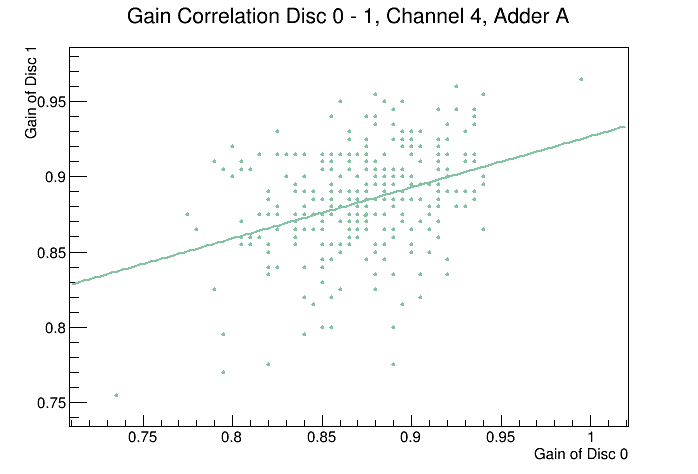 Gain Correlation Disc 0 - 1, Channel 4, Adder A
Gain of Disc 1
0.95
0.9
0.85
0.8
0.75
0.75 0.8 0.85 0.9 0.95 1
Gain of Disc 0